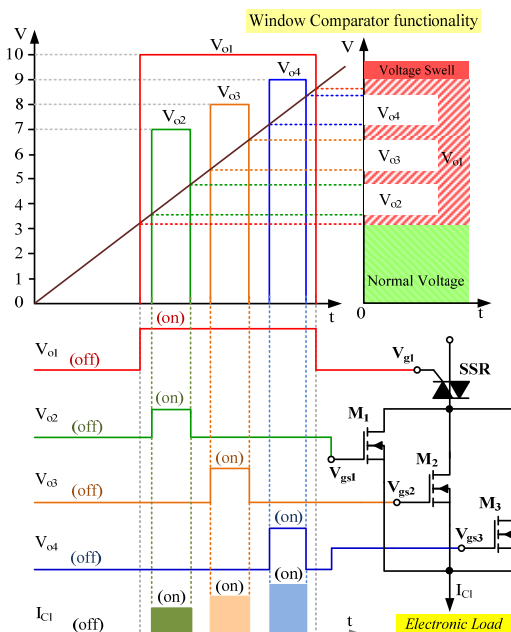 Window Comparator functionality
V
10
9
8
7
6
5
4
3
2
1
0
Vo1
Vo2
Vo3
Vo4
t
V
Voltage Swell
Vo4
Vo3
Vo1
Vo2
Normal Voltage
0
t
Vo1 (off) (on)
Vo2 (off) (on)
Vo3 (off) (on)
Vo4 (off) (on)
IC1 (off) (on) (on) (on)
t
Vg1
SSR
M1
Vgs1
M2
Vgs2
M3
Vgs3
IC1
Electronic Load